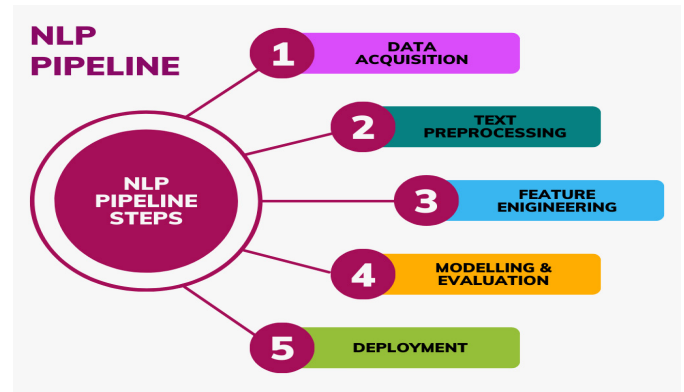 NLP
PIPELINE
NLP
PIPELINE
STEPS
1
DATA
ACQUISITION
2
TEXT
PREPROCESSING
3
FEATURE
ENIGINEERING
4
MODELLING &
EVALUATION
5
DEPLOYMENT